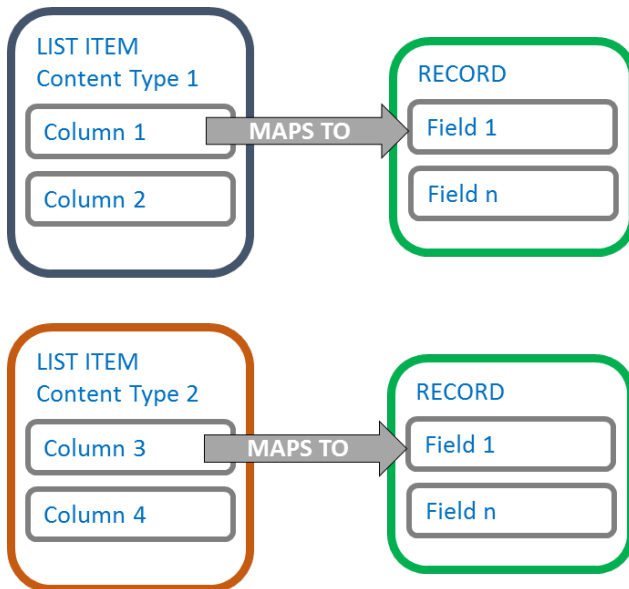 LIST ITEM
Content Type 1
Column 1
Column 2
MAPS TO
RECORD
Field 1
Field n
LIST ITEM
Content Type 2
Column 3
Column 4
MAPS TO
RECORD
Field 1
Field n